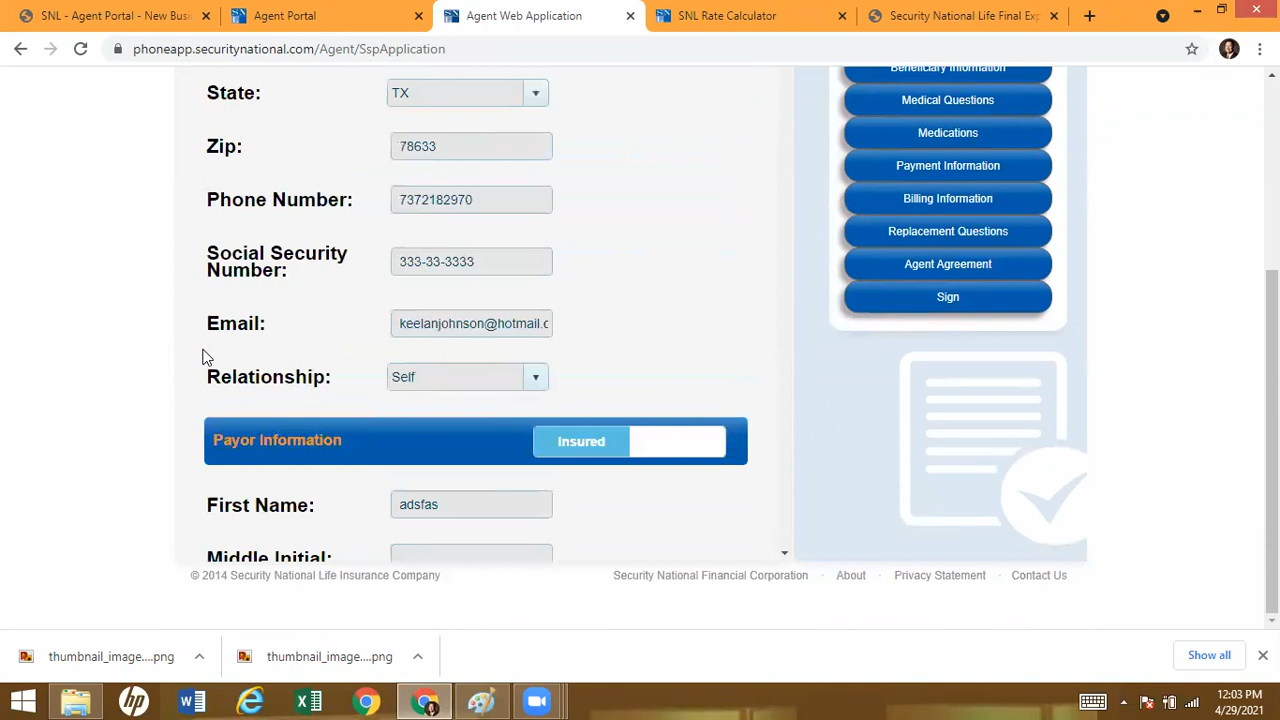 SNL - Agent Portal - New Busi
Agent Portal
Agent Web Application
SNL Rate Calculator
Security National Life Final Exp
phoneapp.securitynational.com/Agent/SspApplication
State:
TX
Zip:
78633
Phone Number:
7372182970
Social Security
Number:
333-33-3333
Email:
keelanjohnson@hotmail.c
Relationship:
Self
Payor Information
Insured
First Name:
adsfas
Middle Initial:
Beneficiary Information
Medical Questions
Medications
Payment Information
Billing Information
Replacement Questions
Agent Agreement
Sign
© 2014 Security National Life Insurance Company
Security National Financial Corporation · About · Privacy Statement · Contact Us
thumbnail_image....png
thumbnail_image....png
Show all
12:03 PM
4/29/2021